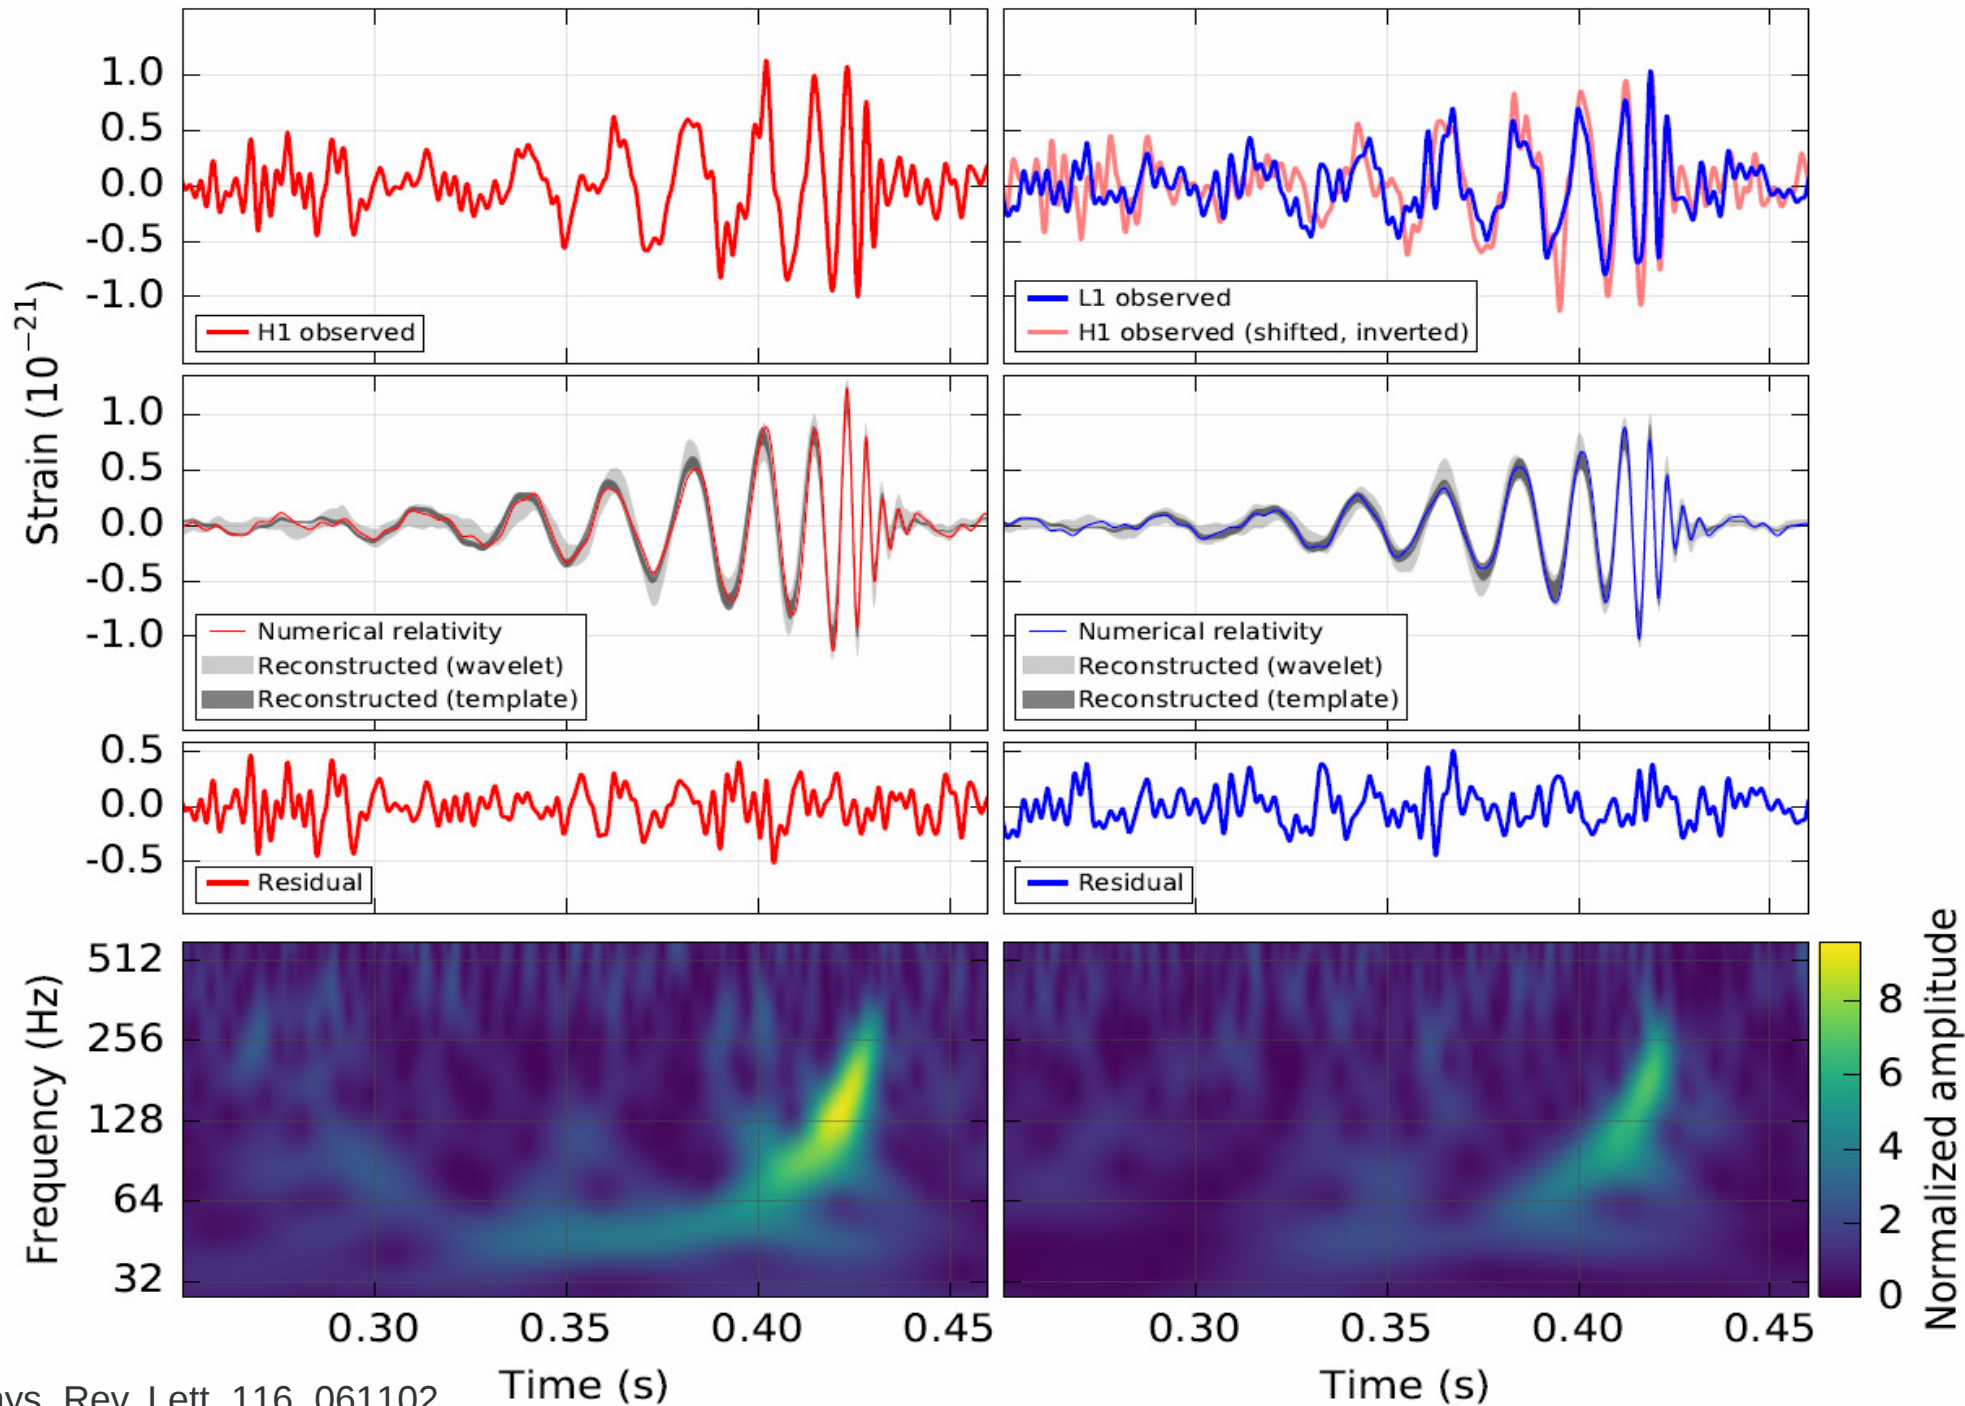 Strain (10⁻²¹)
1.0
0.5
0.0
-0.5
-1.0
H1 observed
L1 observed
H1 observed (shifted, inverted)
1.0
0.5
0.0
-0.5
-1.0
Numerical relativity
Reconstructed (wavelet)
Reconstructed (template)
Numerical relativity
Reconstructed (wavelet)
Reconstructed (template)
0.5
0.0
-0.5
Residual
Residual
Frequency (Hz)
512
256
128
64
32
0.30 0.35 0.40 0.45
Time (s)
0.30 0.35 0.40 0.45
Time (s)
8
6
4
2
0
Normalized amplitude
Rev. Lett. 116, 061102